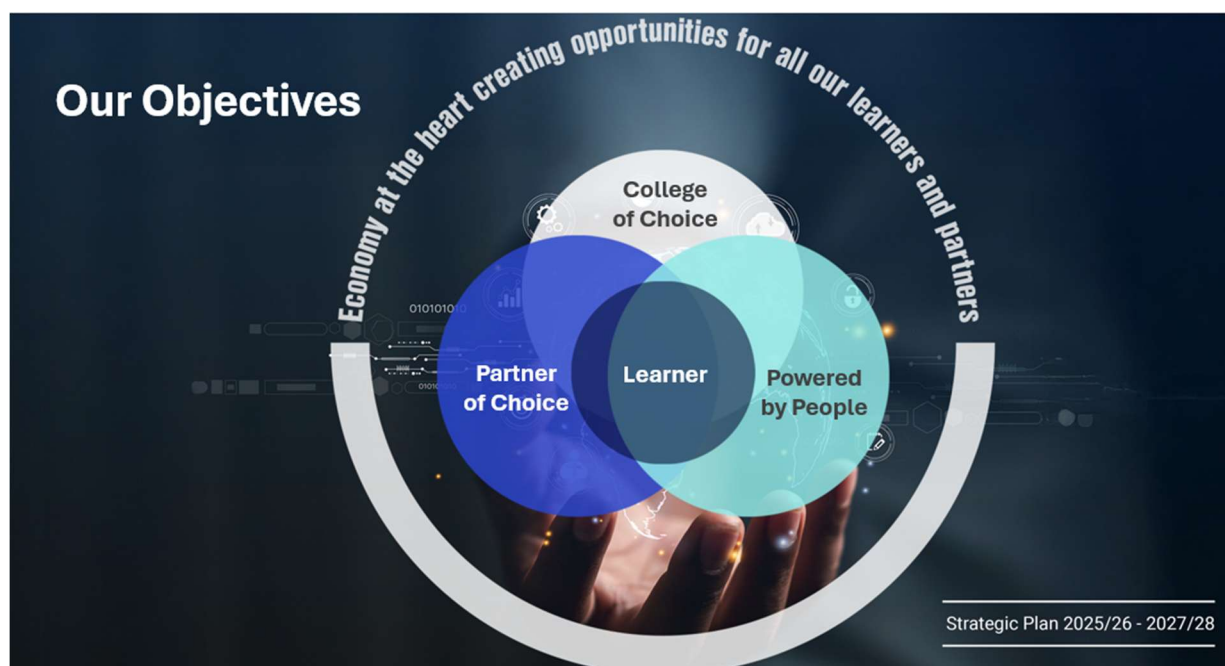 Our Objectives
Economy at the heart creating opportunities for all our learners and partners
College
of Choice
Partner
of Choice
Learner
Powered
by People
010101010
Strategic Plan 2025/26 - 2027/28